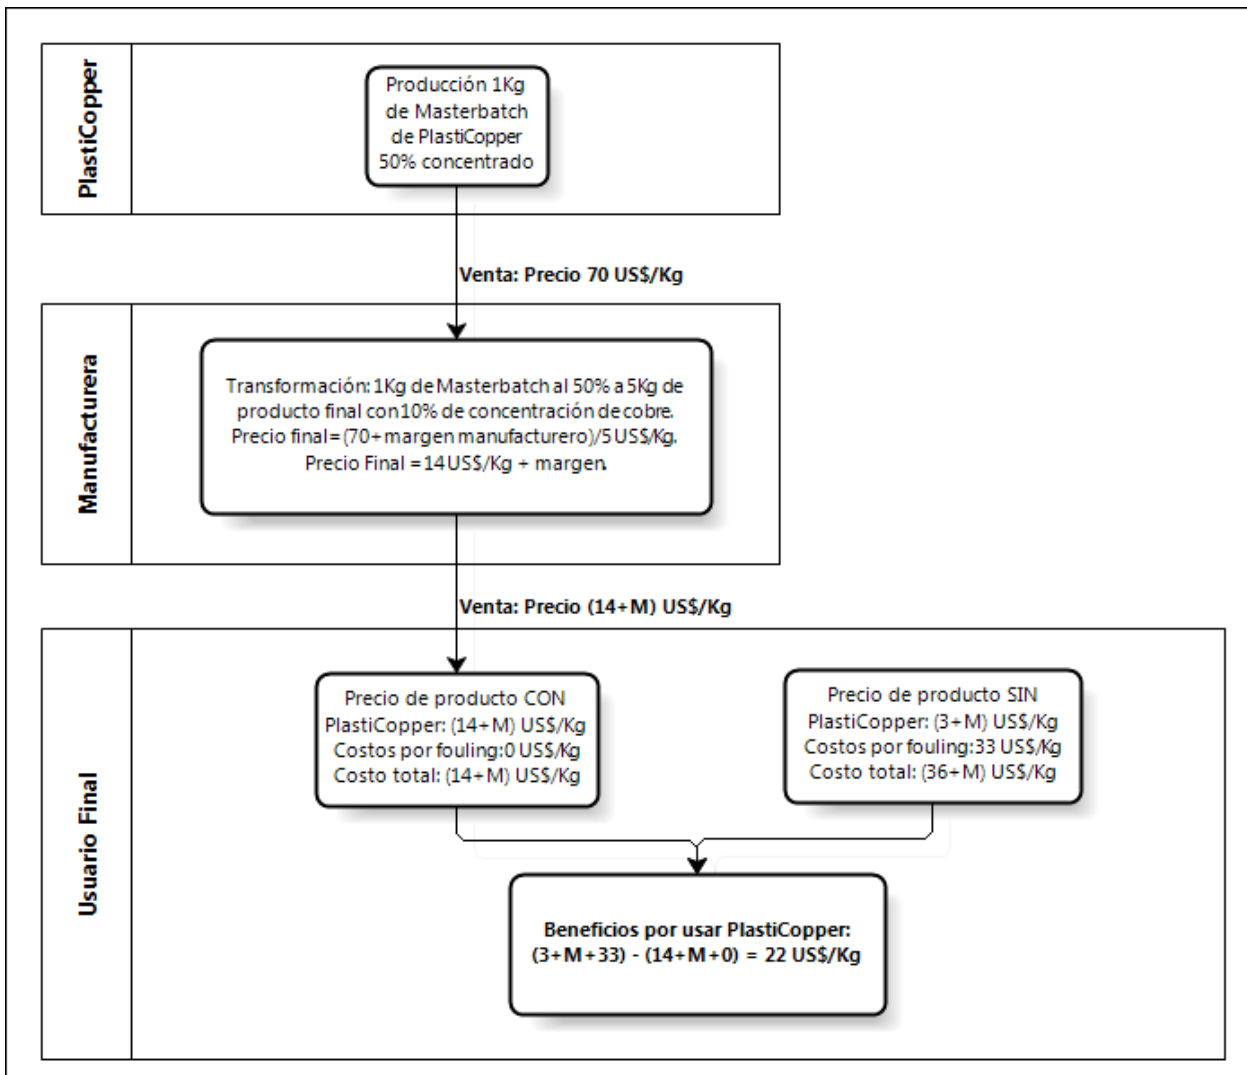 PlastiCopper
Producción 1Kg
de Masterbatch
de PlastiCopper
50% concentrado
Venta: Precio 70 US$/Kg
Manufacturera
Transformación: 1Kg de Masterbatch al 50% a 5Kg de
producto final con 10% de concentración de cobre.
Precio final = (70+ margen manufacturero)/5 US$/Kg.
Precio Final = 14 US$/Kg + margen.
Venta: Precio (14+M) US$/Kg
Usuario Final
Precio de producto CON
PlastiCopper: (14+M) US$/Kg
Costos por fouling:0 US$/Kg
Costo total: (14+M) US$/Kg
Precio de producto SIN
PlastiCopper: (3+M) US$/Kg
Costos por fouling:33 US$/Kg
Costo total: (36+M) US$/Kg
Beneficios por usar PlastiCopper:
(3+M+33) - (14+M+0) = 22 US$/Kg